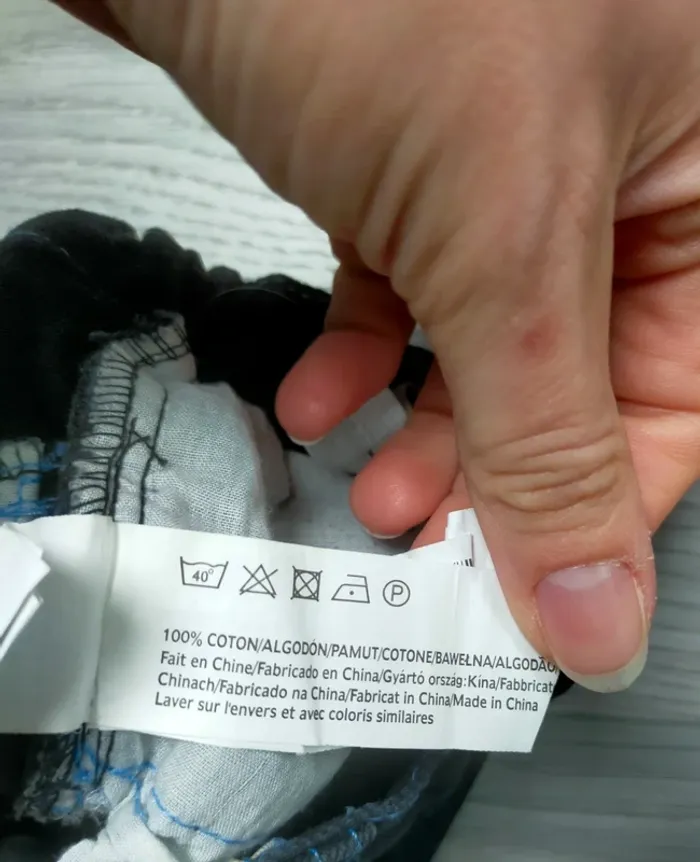 40°
P
100% COTON/ALGODÓN/PAMUT/COTONE/BAWEŁNA/ALGODÃO
Fait en Chine/Fabricado en China/Gyártó ország:Kína/Fabbricat
Chinach/Fabricado na China/Fabricat in China/Made in China
Laver sur l'envers et avec coloris similaires